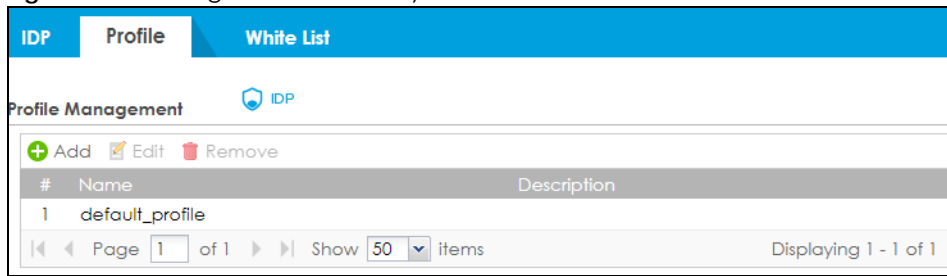 IDP Profile White List
Profile Management IDP
Add Edit Remove
# Name Description
1 default_profile
Page 1 of 1 Show 50 items Displaying 1 - 1 of 1